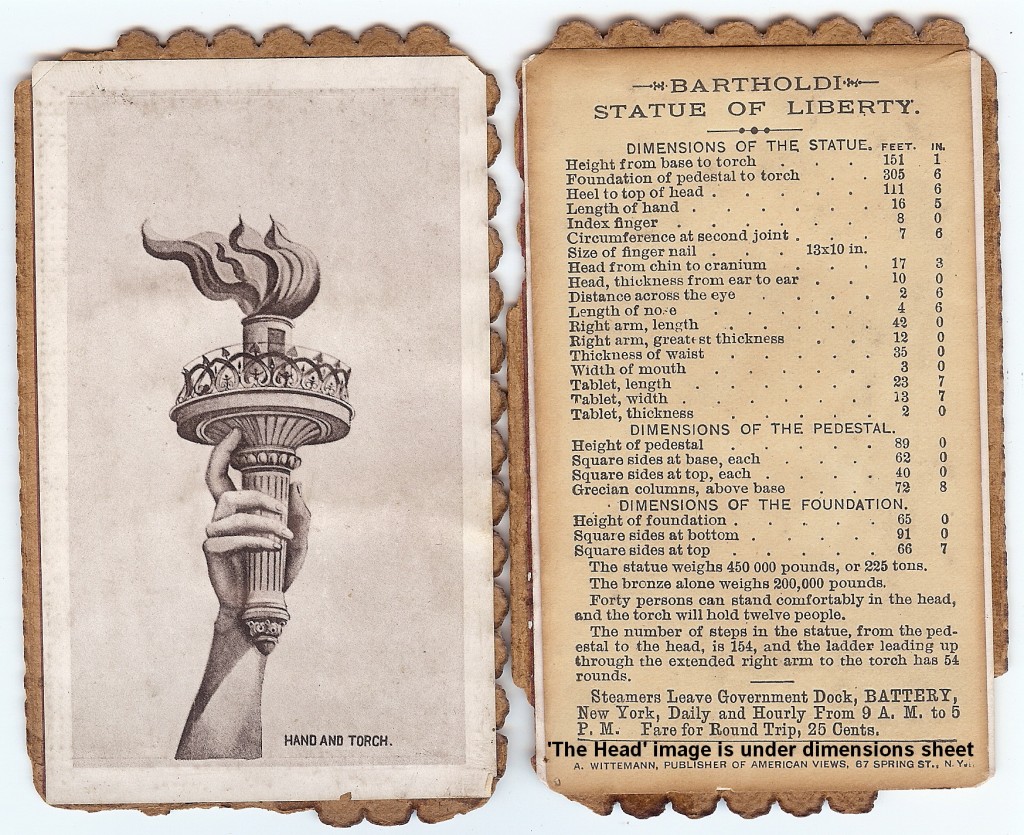 HAND AND TORCH.
BARTHOLDI
STATUE OF LIBERTY.
DIMENSIONS OF THE STATUE. FEET. IN.
Height from base to torch . . . . 151 1
Foundation of pedestal to torch . . 305 6
Heel to top of head . . . . . . 111 6
Length of hand . . . . . . . 16 5
Index finger . . . . . . . 8 0
Circumference at second joint . . . . 7 6
Size of finger nail . . . . 13x10 in.
Head from chin to cranium . . . . 17 3
Head, thickness from ear to ear . . . 10 0
Distance across the eye . . . . . 2 6
Length of nose . . . . . . . 4 6
Right arm, length . . . . . . 42 0
Right arm, greatest thickness . . . 12 0
Thickness of waist . . . . . . 35 0
Width of mouth . . . . . . . 3 0
Tablet, length . . . . . . . 23 7
Tablet, width . . . . . . . 13 7
Tablet, thickness . . . . . . 2 0
DIMENSIONS OF THE PEDESTAL.
Height of pedestal . . . . . . 89 0
Square sides at base, each . . . . 62 0
Square sides at top, each . . . . 40 0
Grecian columns, above base . . . 72 8
DIMENSIONS OF THE FOUNDATION.
Height of foundation . . . . . . 65 0
Square sides at bottom . . . . . 91 0
Square sides at top . . . . . . 66 7
The statue weighs 450 000 pounds, or 225 tons.
The bronze alone weighs 200,000 pounds.
Forty persons can stand comfortably in the head,
and the torch will hold twelve people.
The number of steps in the statue, from the ped-
estal to the head, is 154, and the ladder leading up
through the extended right arm to the torch has 54
rounds.
Steamers Leave Government Dock, BATTERY,
New York, Daily and Hourly From 9 A. M. to 5
P. M. Fare for Round Trip, 25 Cents.
'The Head' image is under dimensions sheet
A. WITTEMANN, PUBLISHER OF AMERICAN VIEWS, 67 SPRING ST., N. Y.